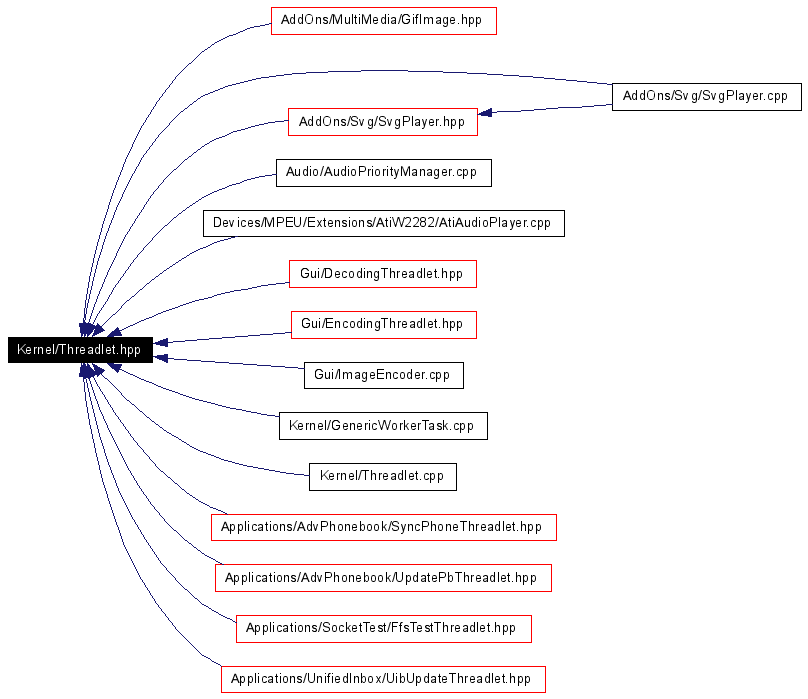 AddOns/MultiMedia/GifImage.hpp
AddOns/Svg/SvgPlayer.cpp
AddOns/Svg/SvgPlayer.hpp
Audio/AudioPriorityManager.cpp
Devices/MPEU/Extensions/AtiW2282/AtiAudioPlayer.cpp
Gui/DecodingThreadlet.hpp
Gui/EncodingThreadlet.hpp
Kernel/Threadlet.hpp
Gui/ImageEncoder.cpp
Kernel/GenericWorkerTask.cpp
Kernel/Threadlet.cpp
Applications/AdvPhonebook/SyncPhoneThreadlet.hpp
Applications/AdvPhonebook/UpdatePbThreadlet.hpp
Applications/SocketTest/FfsTestThreadlet.hpp
Applications/UnifiedInbox/UibUpdateThreadlet.hpp